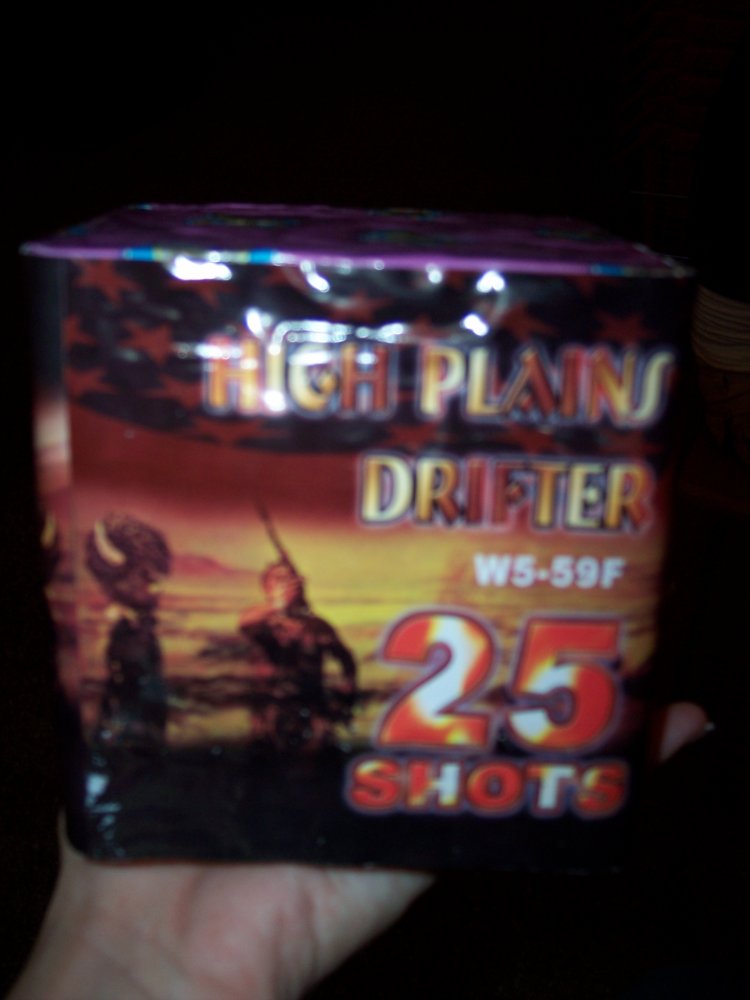 HIGH PLAINS
DRIFTER
W5-59F
25
SHOTS